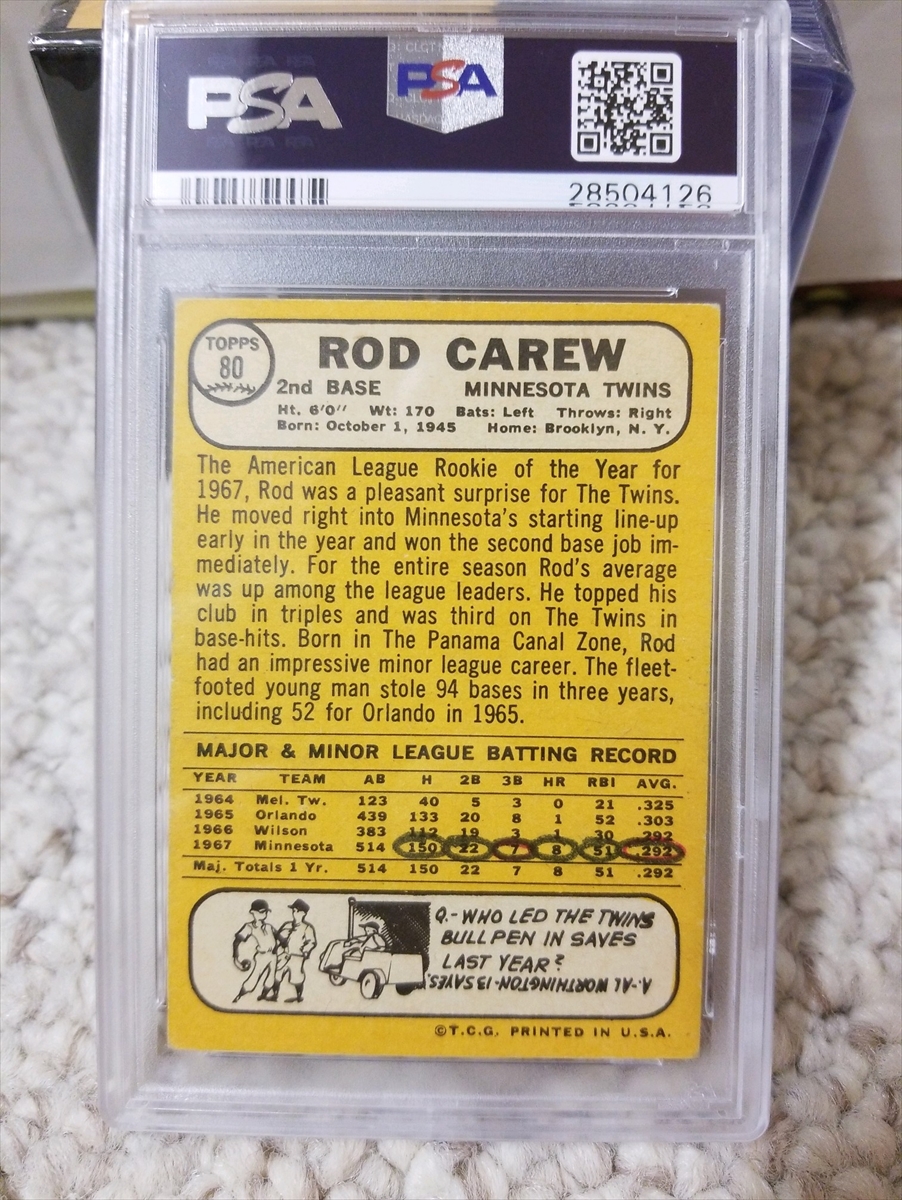 PSA
PSA
28504126
TOPPS
80
ROD CAREW
2nd BASE MINNESOTA TWINS
Ht. 6'0" Wt: 170 Bats: Left Throws: Right
Born: October 1, 1945 Home: Brooklyn, N. Y.
The American League Rookie of the Year for
1967, Rod was a pleasant surprise for The Twins.
He moved right into Minnesota's starting line-up
early in the year and won the second base job im-
mediately. For the entire season Rod's average
was up among the league leaders. He topped his
club in triples and was third on The Twins in
base-hits. Born in The Panama Canal Zone, Rod
had an impressive minor league career. The fleet-
footed young man stole 94 bases in three years,
including 52 for Orlando in 1965.
MAJOR & MINOR LEAGUE BATTING RECORD
YEAR TEAM AB H 2B 3B HR RBI AVG.
1964 Mel. Tw. 123 40 5 3 0 21 .325
1965 Orlando 439 133 20 8 1 52 .303
1966 Wilson 383 112 19 3 1 30 .292
1967 Minnesota 514 150 22 7 8 51 .292
Maj. Totals 1 Yr. 514 150 22 7 8 51 .292
Q.-WHO LED THE TWINS
BULLPEN IN SAVES
LAST YEAR?
A-AL WORTHINGTON-13 SAVES.
©T.C.G. PRINTED IN U.S.A.